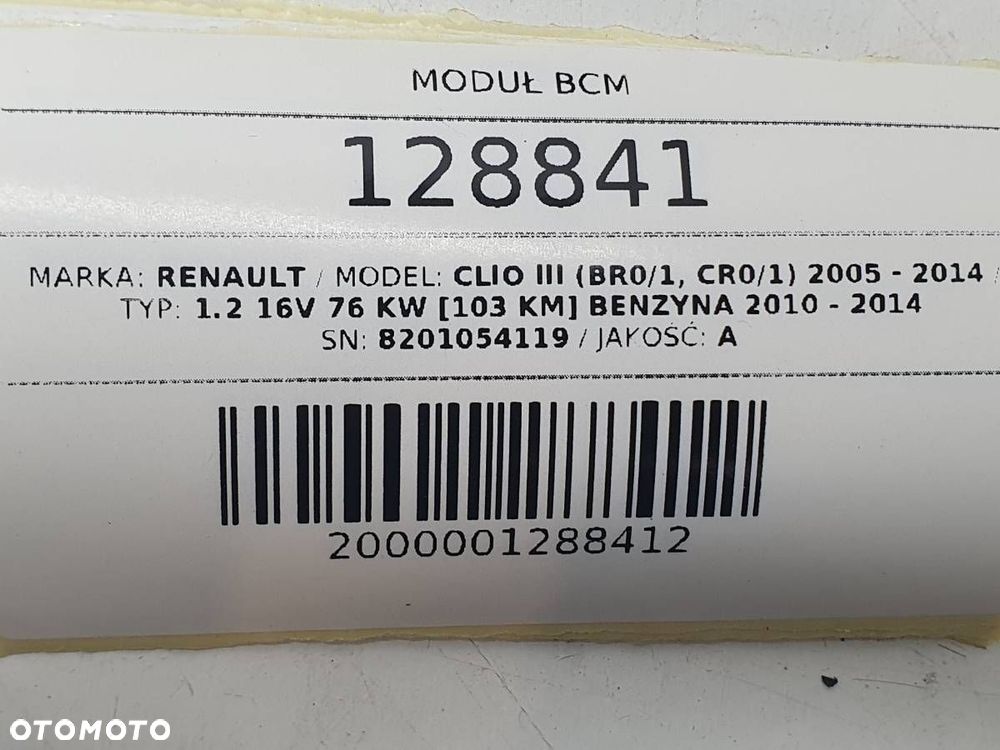 MODUŁ BCM
128841
MARKA: RENAULT / MODEL: CLIO III (BR0/1, CR0/1) 2005 - 2014 /
TYP: 1.2 16V 76 KW [103 KM] BENZYNA 2010 - 2014
SN: 8201054119 / JAKOŚĆ: A
2000001288412
OTOMOTO